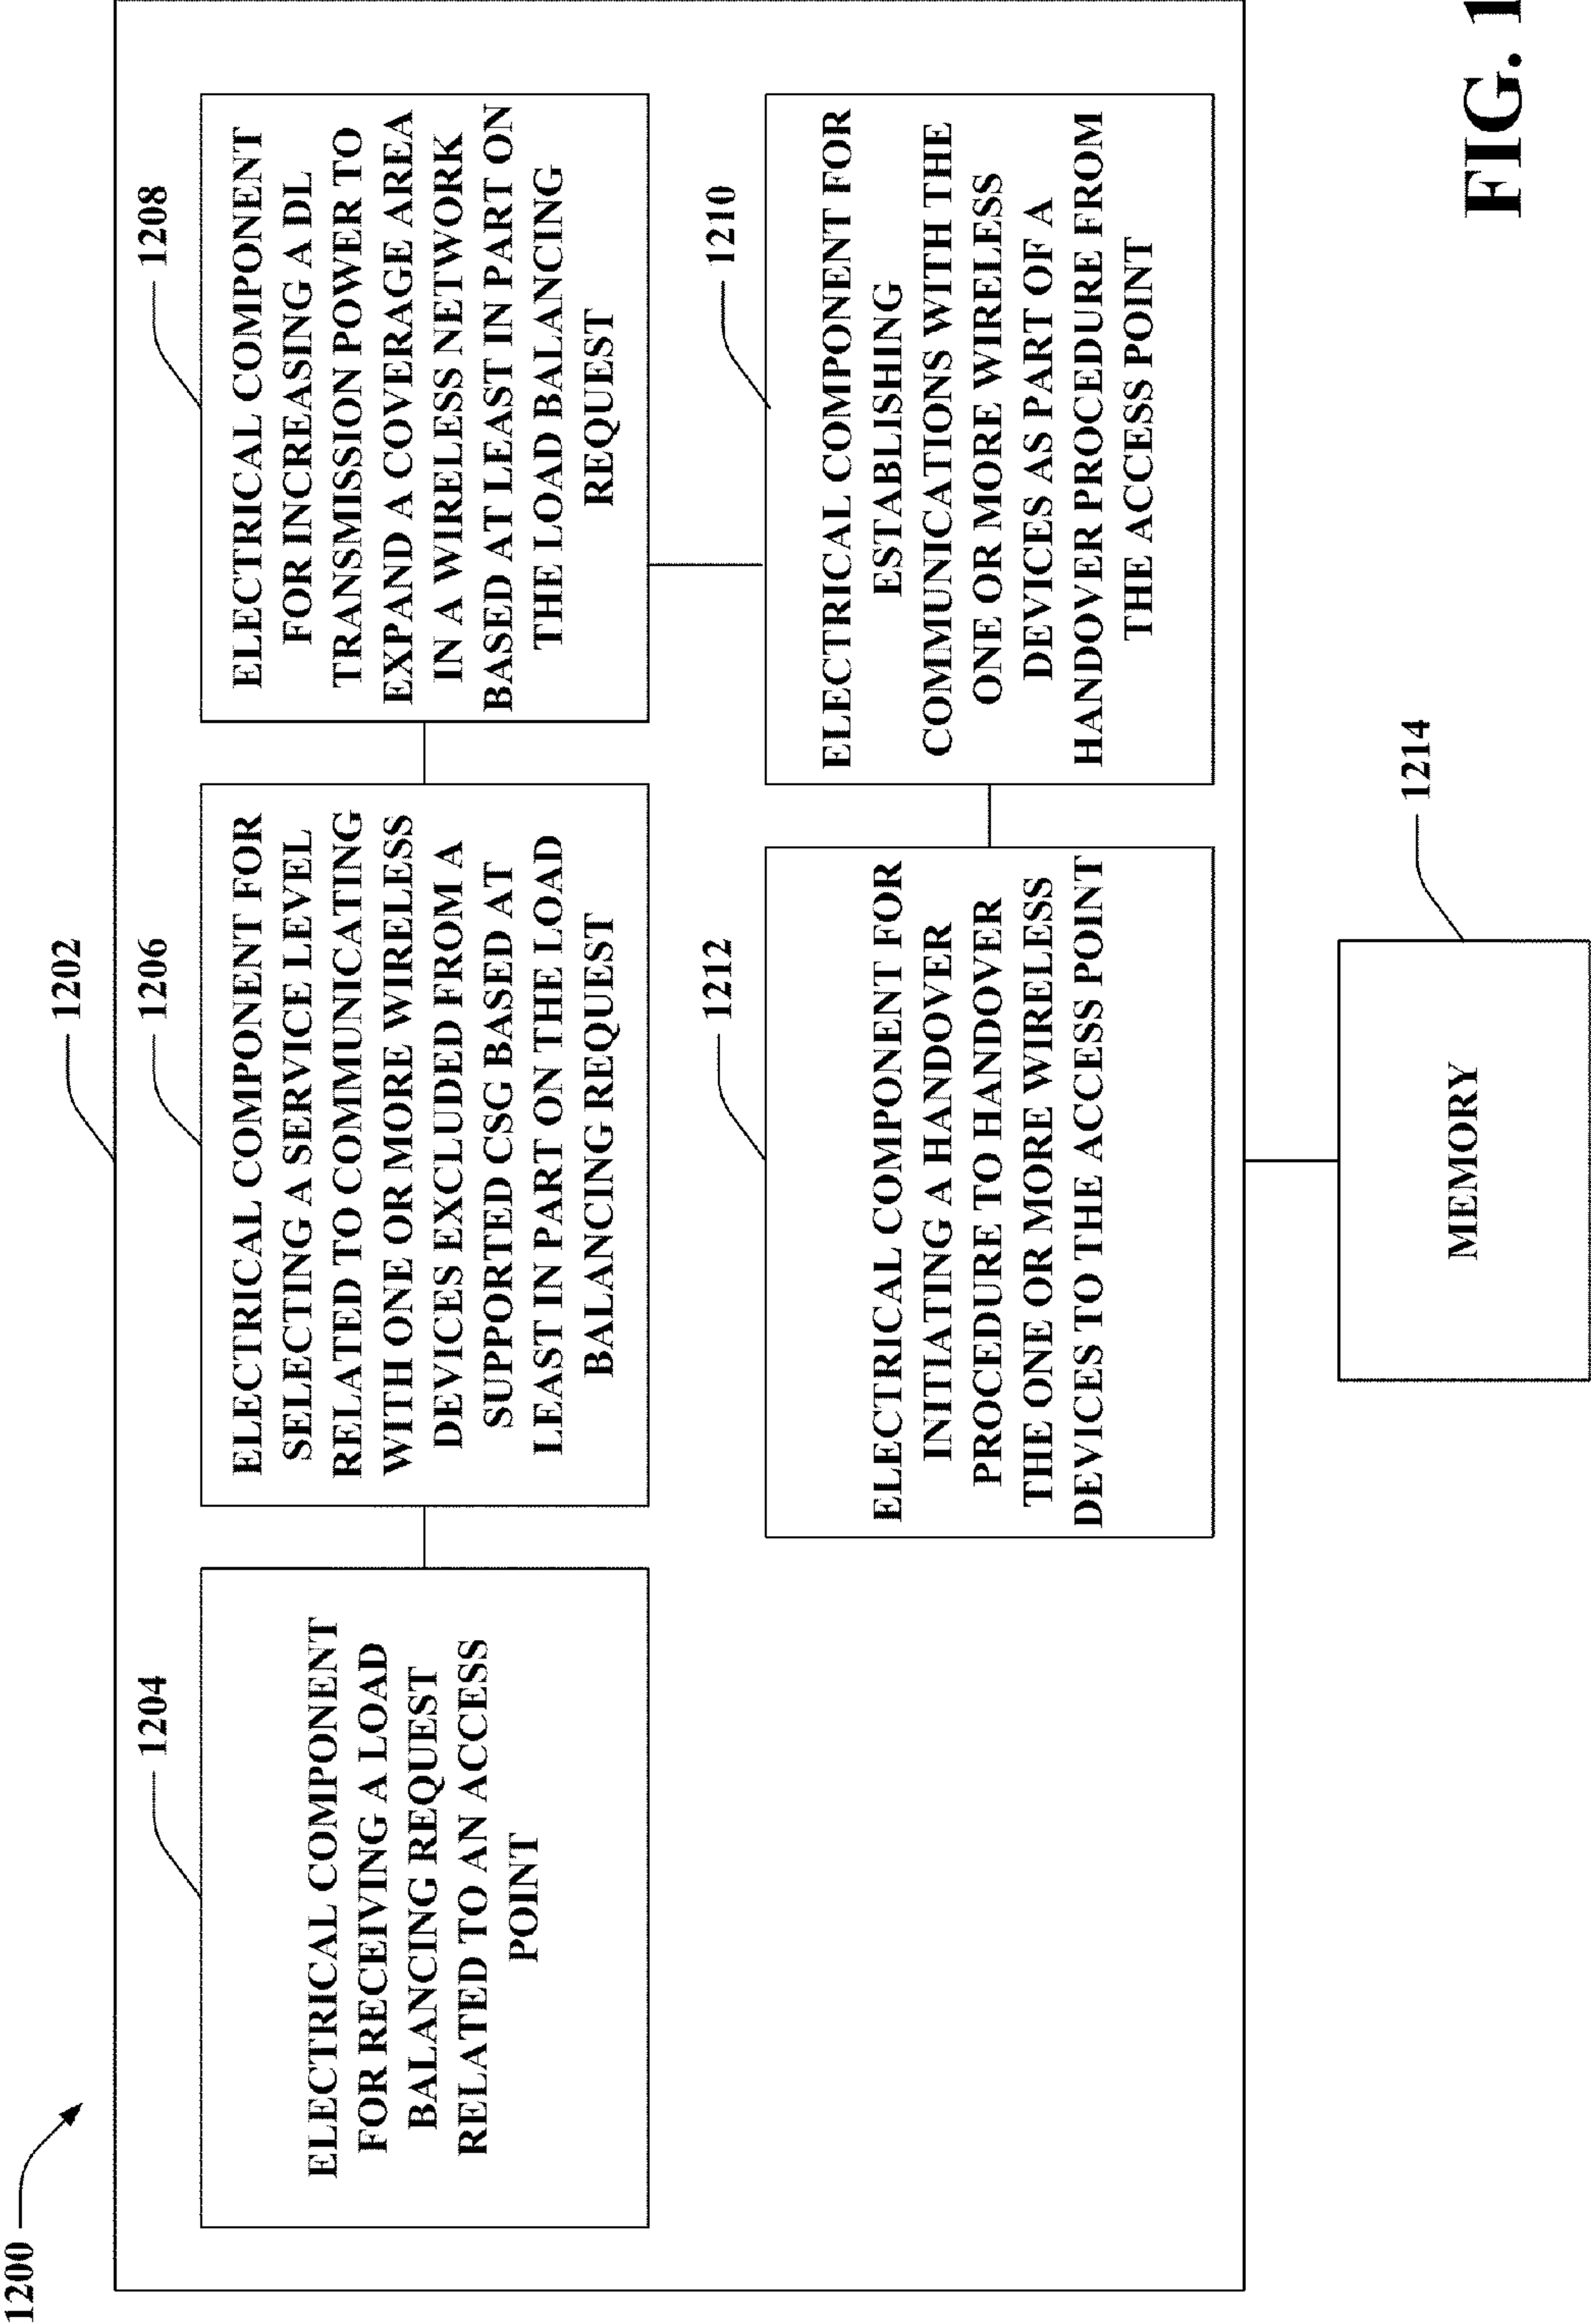 1200
1202
1204
ELECTRICAL COMPONENT
FOR RECEIVING A LOAD
BALANCING REQUEST
RELATED TO AN ACCESS
POINT
1206
ELECTRICAL COMPONENT FOR
SELECTING A SERVICE LEVEL
RELATED TO COMMUNICATING
WITH ONE OR MORE WIRELESS
DEVICES EXCLUDED FROM A
SUPPORTED CSG BASED AT
LEAST IN PART ON THE LOAD
BALANCING REQUEST
1208
ELECTRICAL COMPONENT
FOR INCREASING A DL
TRANSMISSION POWER TO
EXPAND A COVERAGE AREA
IN A WIRELESS NETWORK
BASED AT LEAST IN PART ON
THE LOAD BALANCING
REQUEST
1212
ELECTRICAL COMPONENT FOR
INITIATING A HANDOVER
PROCEDURE TO HANDOVER
THE ONE OR MORE WIRELESS
DEVICES TO THE ACCESS POINT
1210
ELECTRICAL COMPONENT FOR
ESTABLISHING
COMMUNICATIONS WITH THE
ONE OR MORE WIRELESS
DEVICES AS PART OF A
HANDOVER PROCEDURE FROM
THE ACCESS POINT
1214
MEMORY
FIG. 1